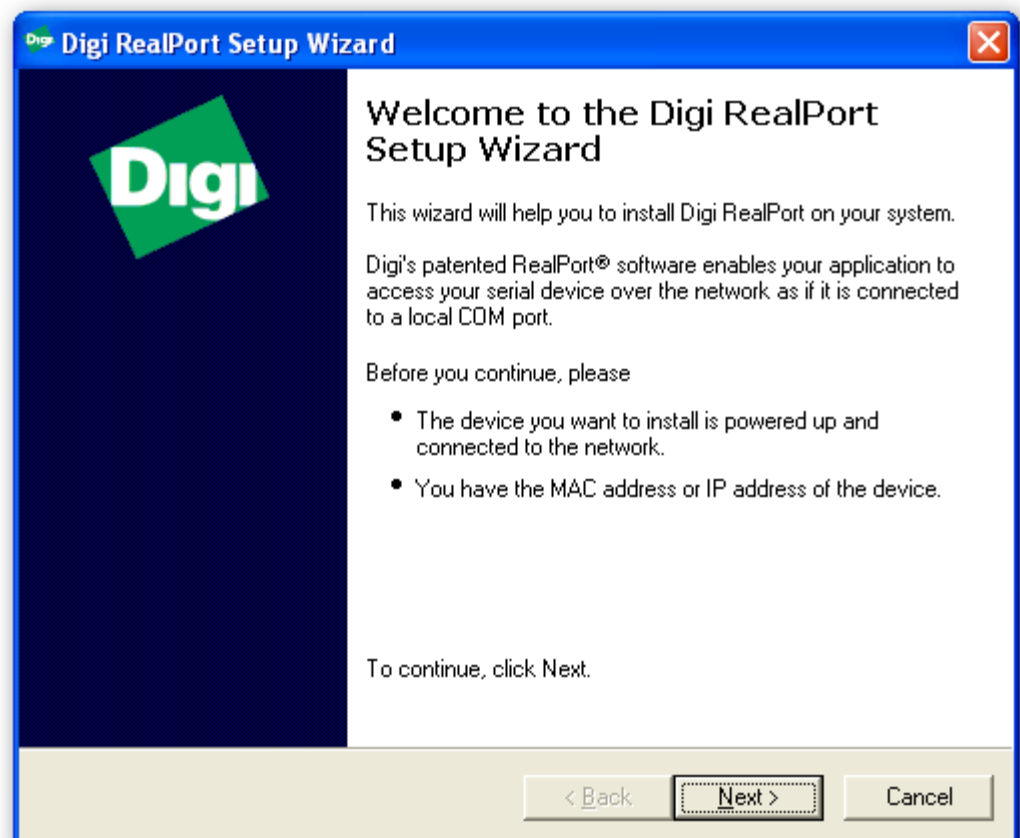 Digi RealPort Setup Wizard
Digi
Welcome to the Digi RealPort
Setup Wizard
This wizard will help you to install Digi RealPort on your system.
Digi's patented RealPort® software enables your application to
access your serial device over the network as if it is connected
to a local COM port.
Before you continue, please
• The device you want to install is powered up and
connected to the network.
• You have the MAC address or IP address of the device.
To continue, click Next.
< Back
Next >
Cancel